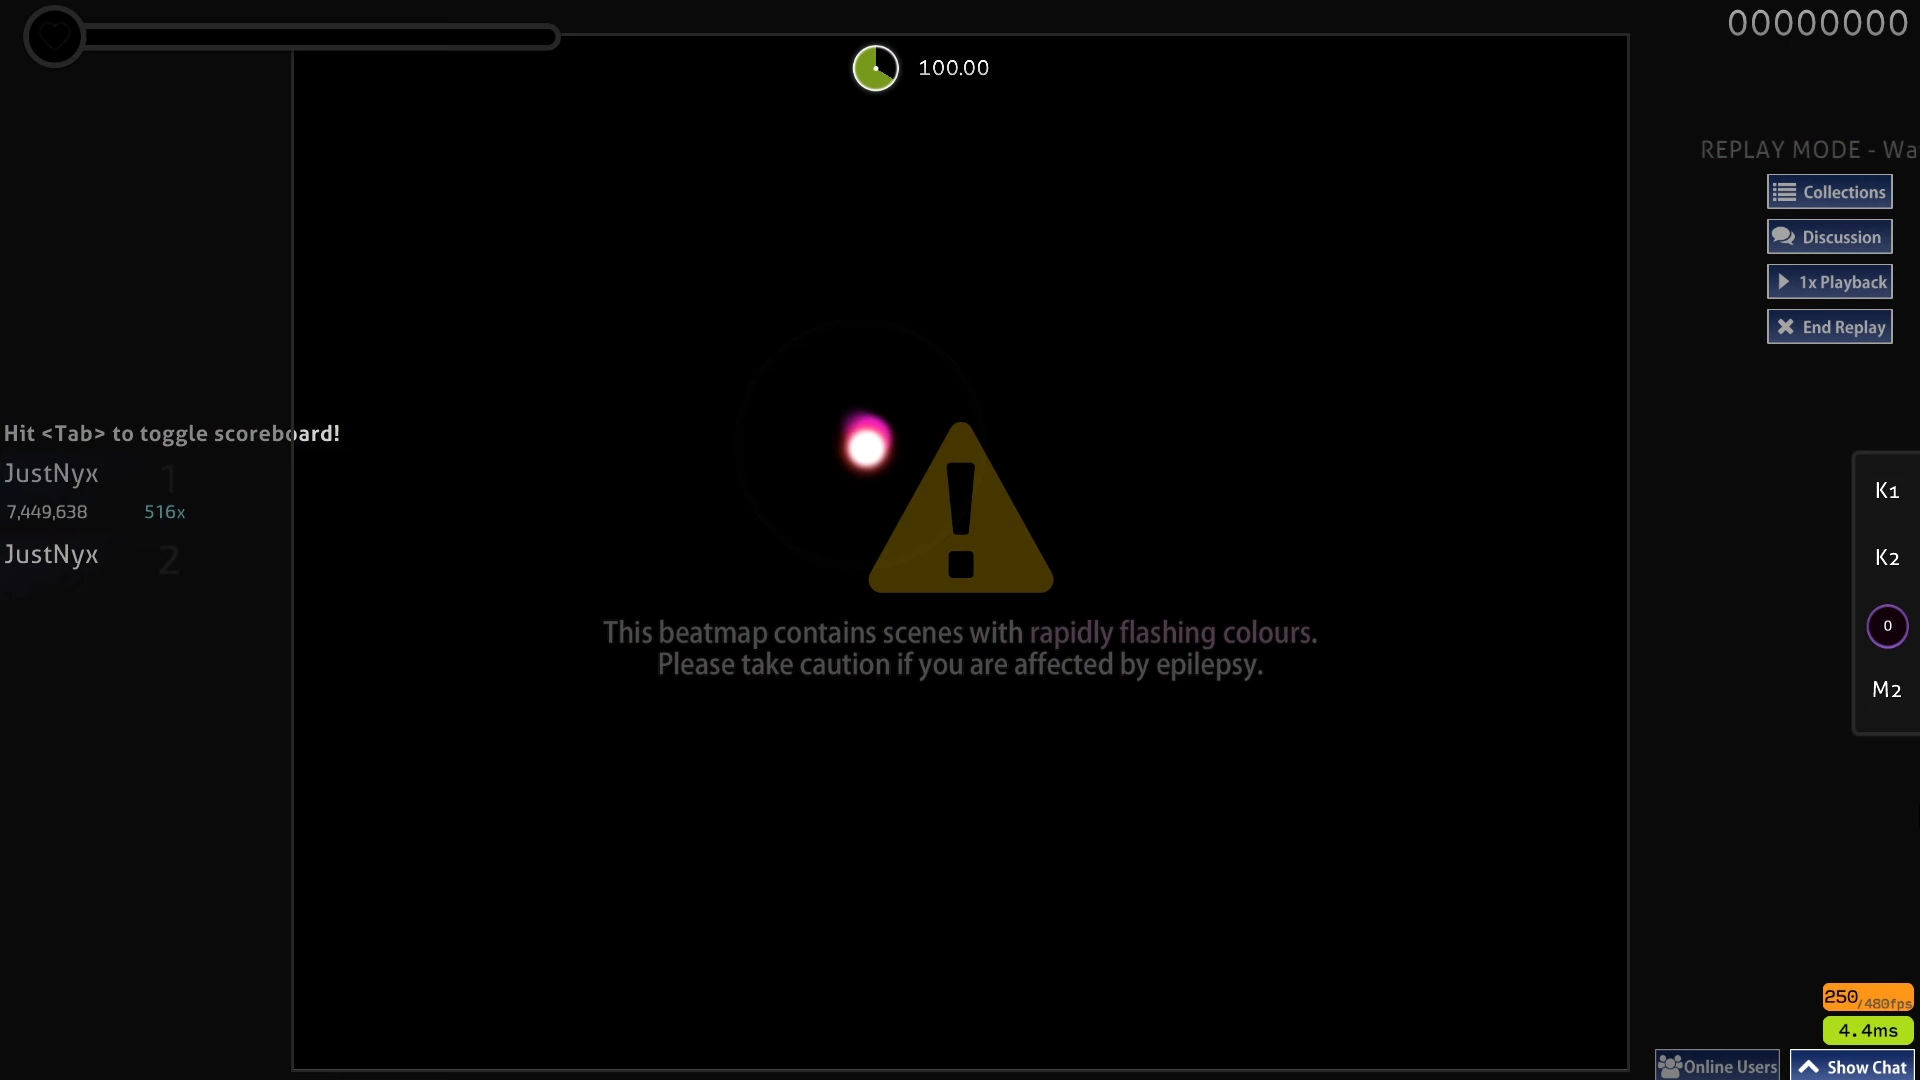 00000000
100.00
REPLAY MODE - Wa
Collections
Discussion
1x Playback
End Replay
Hit <Tab> to toggle scoreboard!
JustNyx 1
7,449,638 516x
JustNyx 2
K1
K2
0
M2
This beatmap contains scenes with rapidly flashing colours.
Please take caution if you are affected by epilepsy.
250/480fps
4.4ms
Online Users
Show Chat